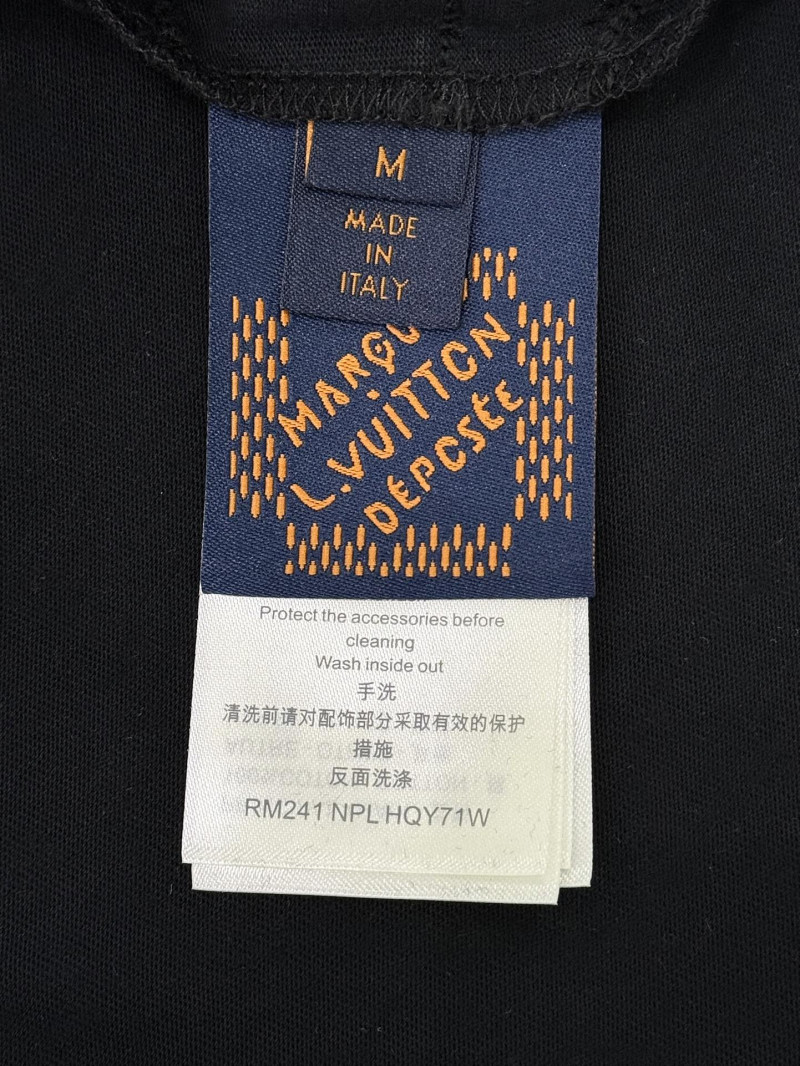 M
MADE
IN
ITALY
L.VUITTON
DÉPOSÉE
Protect the accessories before
cleaning
Wash inside out
手洗
清洗前请对配饰部分采取有效的保护
措施
反面洗涤
RM241 NPL HQY71W